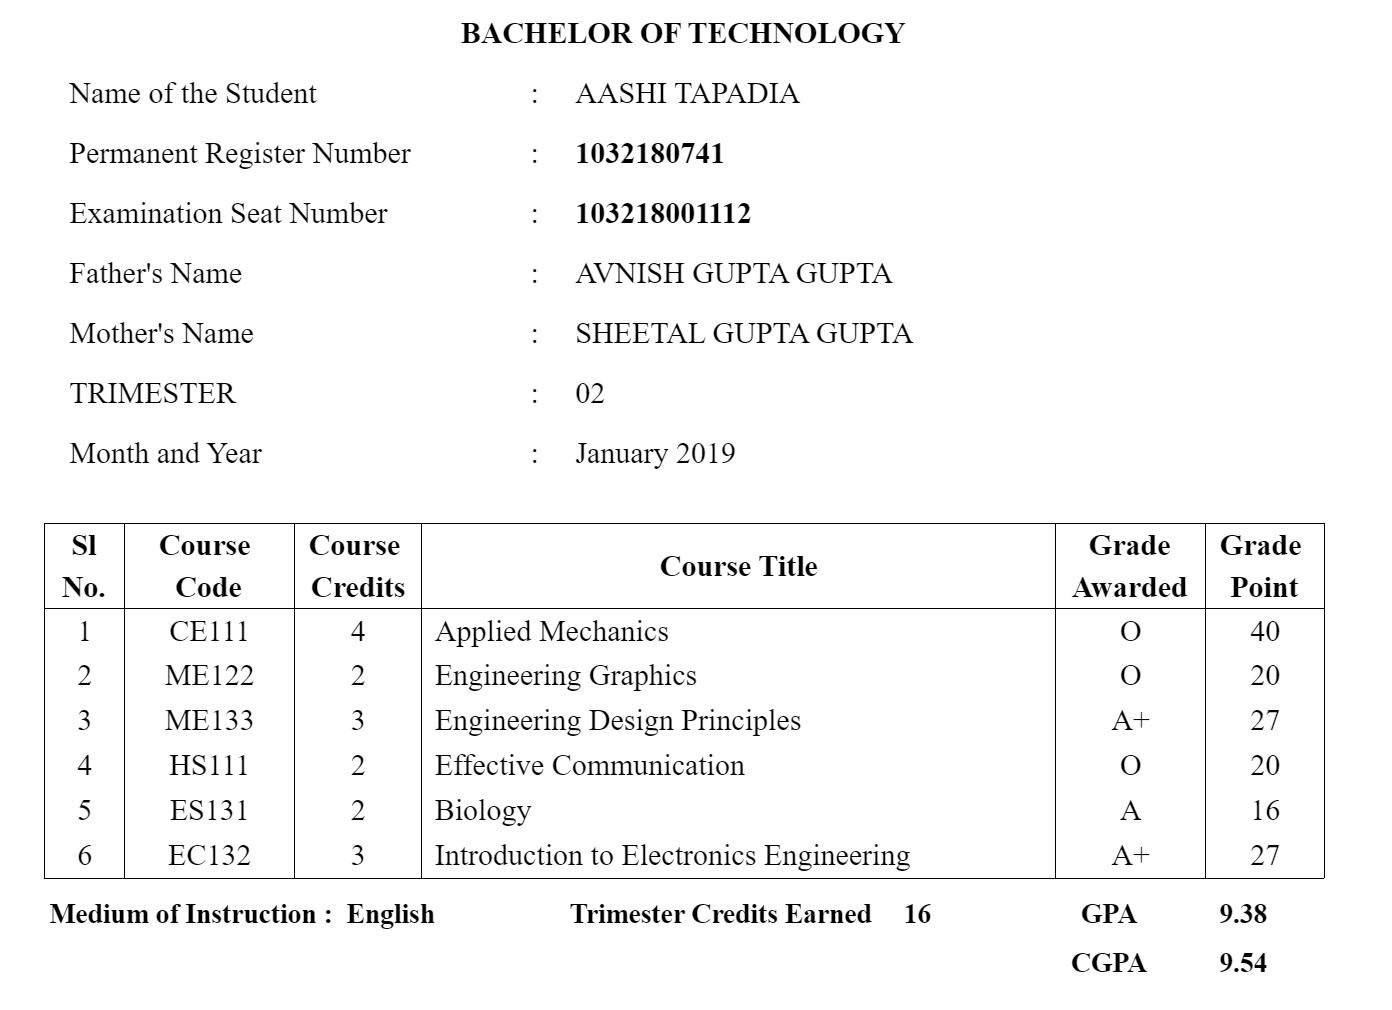 BACHELOR OF TECHNOLOGY
Name of the Student : AASHI TAPADIA
Permanent Register Number : 1032180741
Examination Seat Number : 103218001112
Father's Name : AVNISH GUPTA GUPTA
Mother's Name : SHEETAL GUPTA GUPTA
TRIMESTER : 02
Month and Year : January 2019
Sl No. Course Code Course Credits Course Title Grade Awarded Grade Point
1 CE111 4 Applied Mechanics O 40
2 ME122 2 Engineering Graphics O 20
3 ME133 3 Engineering Design Principles A+ 27
4 HS111 2 Effective Communication O 20
5 ES131 2 Biology A 16
6 EC132 3 Introduction to Electronics Engineering A+ 27
Medium of Instruction : English Trimester Credits Earned 16 GPA 9.38
CGPA 9.54